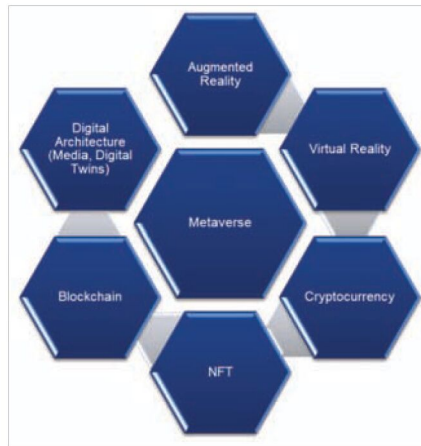 Augmented
Reality
Digital
Architecture
(Media, Digital
Twins)
Virtual Reality
Metaverse
Blockchain
Cryptocurrency
NFT